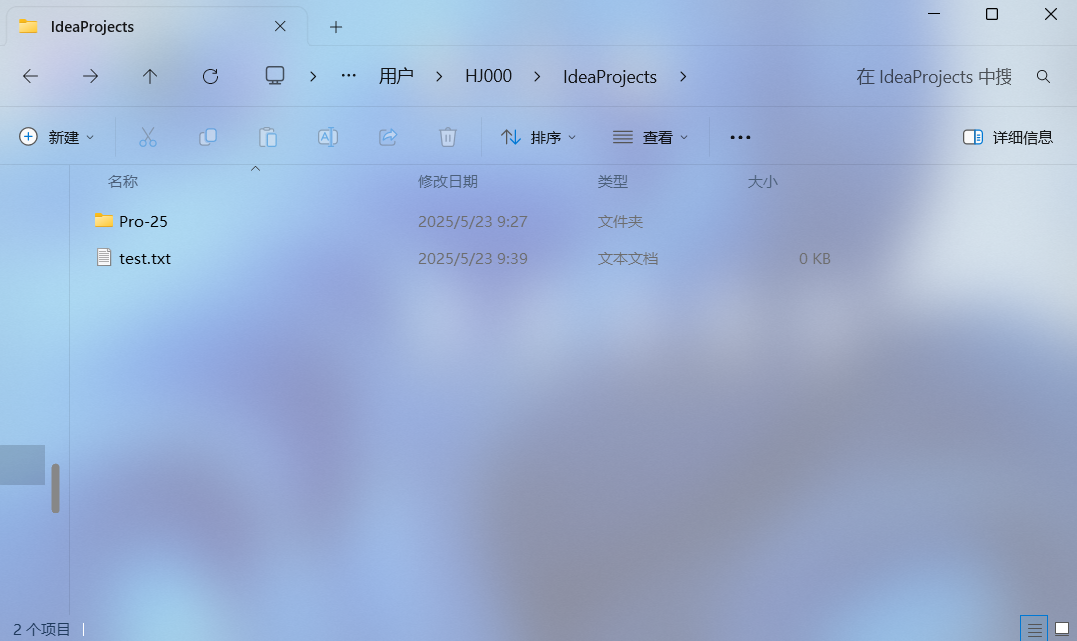 IdeaProjects
用户 HJ000 IdeaProjects 在 IdeaProjects 中搜
新建 排序 查看 详细信息
名称 修改日期 类型 大小
Pro-25 2025/5/23 9:27 文件夹
test.txt 2025/5/23 9:39 文本文档 0 KB
2 个项目